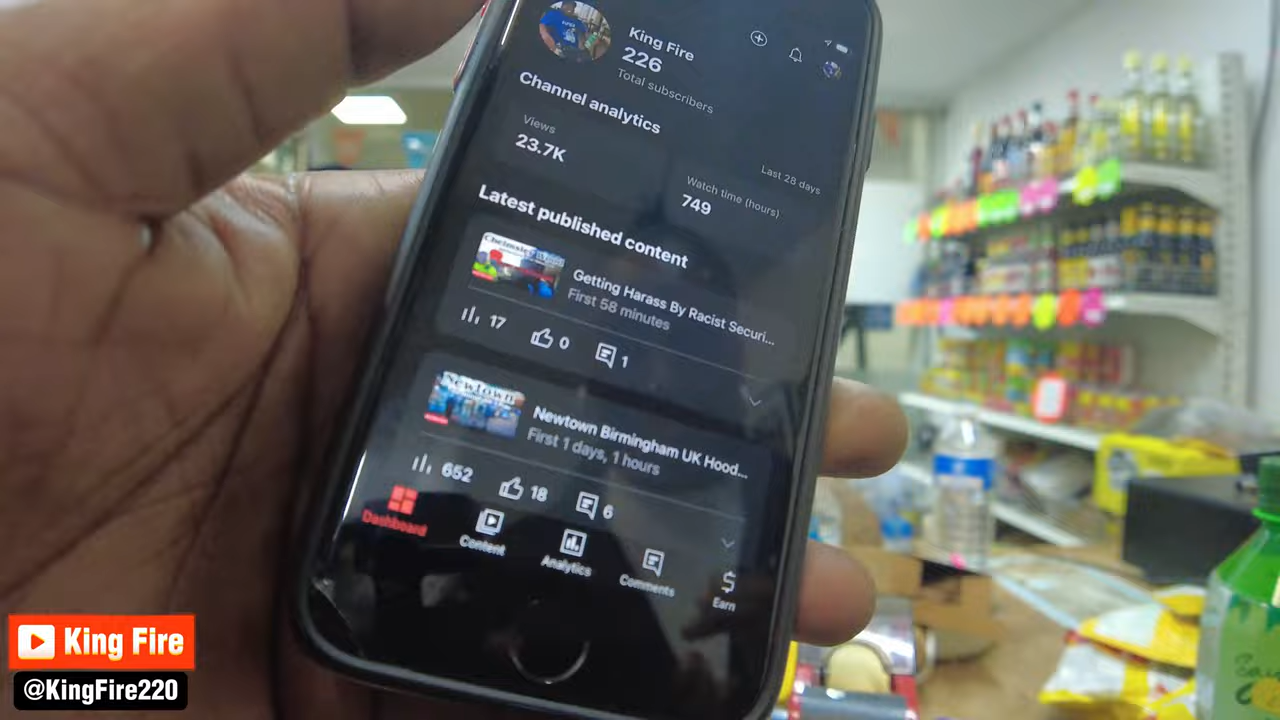 King Fire
226
Total subscribers
Channel analytics
Views
23.7K
Last 28 days
Watch time (hours)
749
Latest published content
Getting Harass By Racist Securi...
First 58 minutes
17
0
1
Newtown
Newtown Birmingham UK Hood...
First 1 days, 1 hours
652
18
6
Dashboard
Content
Analytics
Comments
Earn
King Fire
@KingFire220